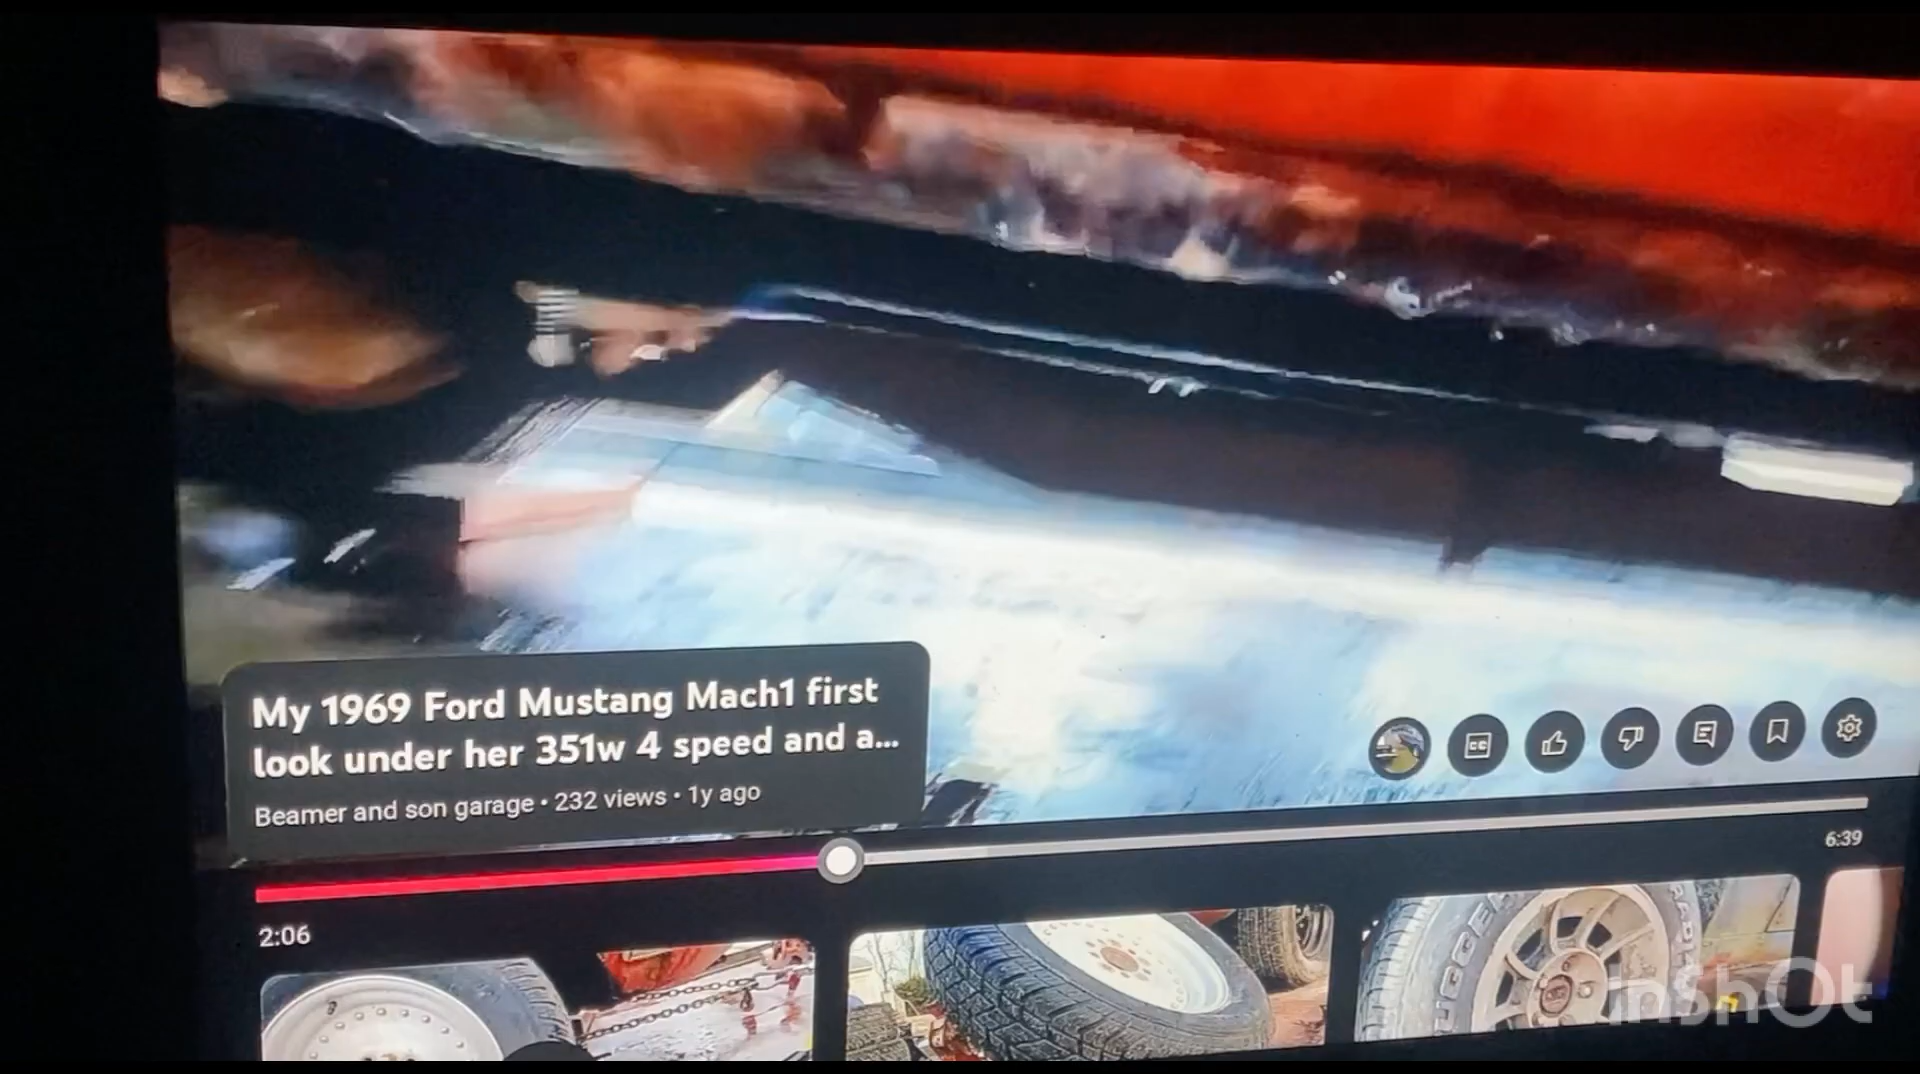 My 1969 Ford Mustang Mach1 first
look under her 351w 4 speed and a...
Beamer and son garage • 232 views • 1y ago
6:39
2:06
InShOt